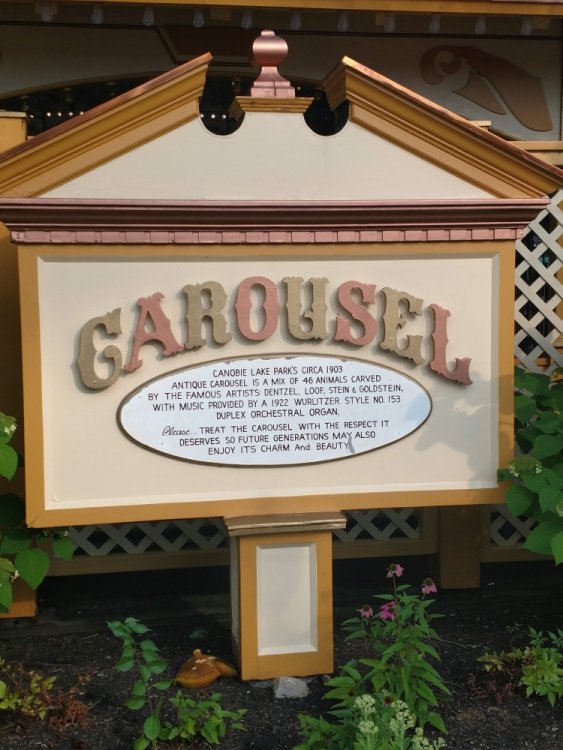 CAROUSEL
CANOBIE LAKE PARK'S CIRCA 1903
ANTIQUE CAROUSEL IS A MIX OF 46 ANIMALS CARVED
BY THE FAMOUS ARTISTS: DENTZEL, LOOF, STEIN & GOLDSTEIN,
WITH MUSIC PROVIDED BY A 1922 WURLITZER STYLE NO. 153
DUPLEX ORCHESTRAL ORGAN.
Please... TREAT THE CAROUSEL WITH THE RESPECT IT
DESERVES SO FUTURE GENERATIONS MAY ALSO
ENJOY ITS CHARM And BEAUTY